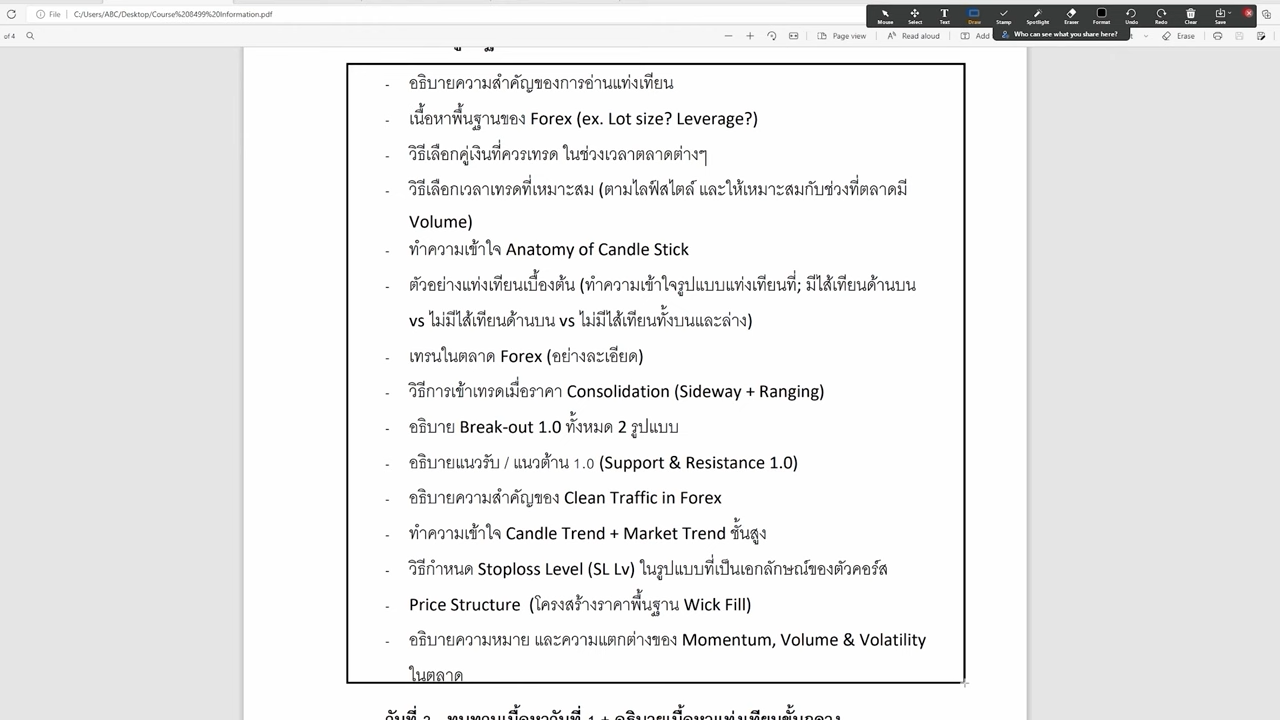 File C:/Users/ABC/Desktop/Course%208499%20Information.pdf
Mouse Select Text Draw Stamp Spotlight Eraser Format Undo Redo Clear Save
Who can see what you share here?
of 4 Page view Read aloud Add Erase
- อธิบายความสำคัญของการอ่านแท่งเทียน
- เนื้อหาพื้นฐานของ Forex (ex. Lot size? Leverage?)
- วิธีเลือกคู่เงินที่ควรเทรด ในช่วงเวลาตลาดต่างๆ
- วิธีเลือกเวลาเทรดที่เหมาะสม (ตามไลฟ์สไตล์ และให้เหมาะสมกับช่วงที่ตลาดมี
Volume)
- ทำความเข้าใจ Anatomy of Candle Stick
- ตัวอย่างแท่งเทียนเบื้องต้น (ทำความเข้าใจรูปแบบแท่งเทียนที่; มีไส้เทียนด้านบน
vs ไม่มีไส้เทียนด้านบน vs ไม่มีไส้เทียนทั้งบนและล่าง)
- เทรนในตลาด Forex (อย่างละเอียด)
- วิธีการเข้าเทรดเมื่อราคา Consolidation (Sideway + Ranging)
- อธิบาย Break-out 1.0 ทั้งหมด 2 รูปแบบ
- อธิบายแนวรับ / แนวต้าน 1.0 (Support & Resistance 1.0)
- อธิบายความสำคัญของ Clean Traffic in Forex
- ทำความเข้าใจ Candle Trend + Market Trend ชั้นสูง
- วิธีกำหนด Stoploss Level (SL Lv) ในรูปแบบที่เป็นเอกลักษณ์ของตัวคอร์ส
- Price Structure (โครงสร้างราคาพื้นฐาน Wick Fill)
- อธิบายความหมาย และความแตกต่างของ Momentum, Volume & Volatility
ในตลาด